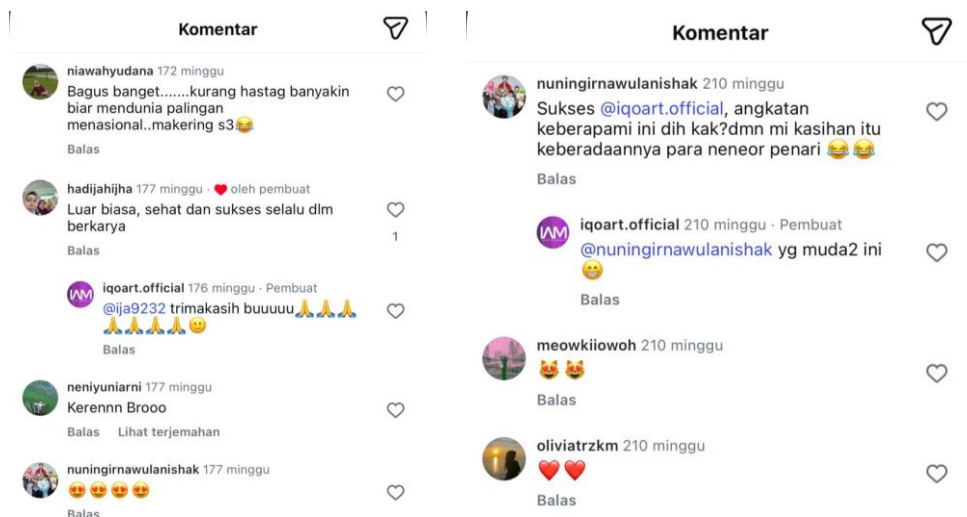 Komentar
niawahyudana 172 minggu
Bagus banget.......kurang hastag banyakin
biar mendunia palingan
menasional..makering s3😂
Balas
hadijahijha 177 minggu · ❤️ oleh pembuat
Luar biasa, sehat dan sukses selalu dlm
berkarya
1
Balas
IAM
iqoart.official 176 minggu · Pembuat
@ija9232 trimakasih buuuuu🙏🙏🙏
🙏🙏🙏🙏🙂
Balas
neniyuniarni 177 minggu
Kerennn Brooo
Balas Lihat terjemahan
nuningirnawulanishak 177 minggu
😍😍😍😍
Balas
Komentar
nuningirnawulanishak 210 minggu
Sukses @iqoart.official, angkatan
keberapami ini dih kak?dmn mi kasihan itu
keberadaannya para neneor penari 😂😂
Balas
IAM
iqoart.official 210 minggu · Pembuat
@nuningirnawulanishak yg muda2 ini
😁
Balas
meowkiiowoh 210 minggu
😻😻
Balas
oliviatrzkm 210 minggu
❤️❤️
Balas